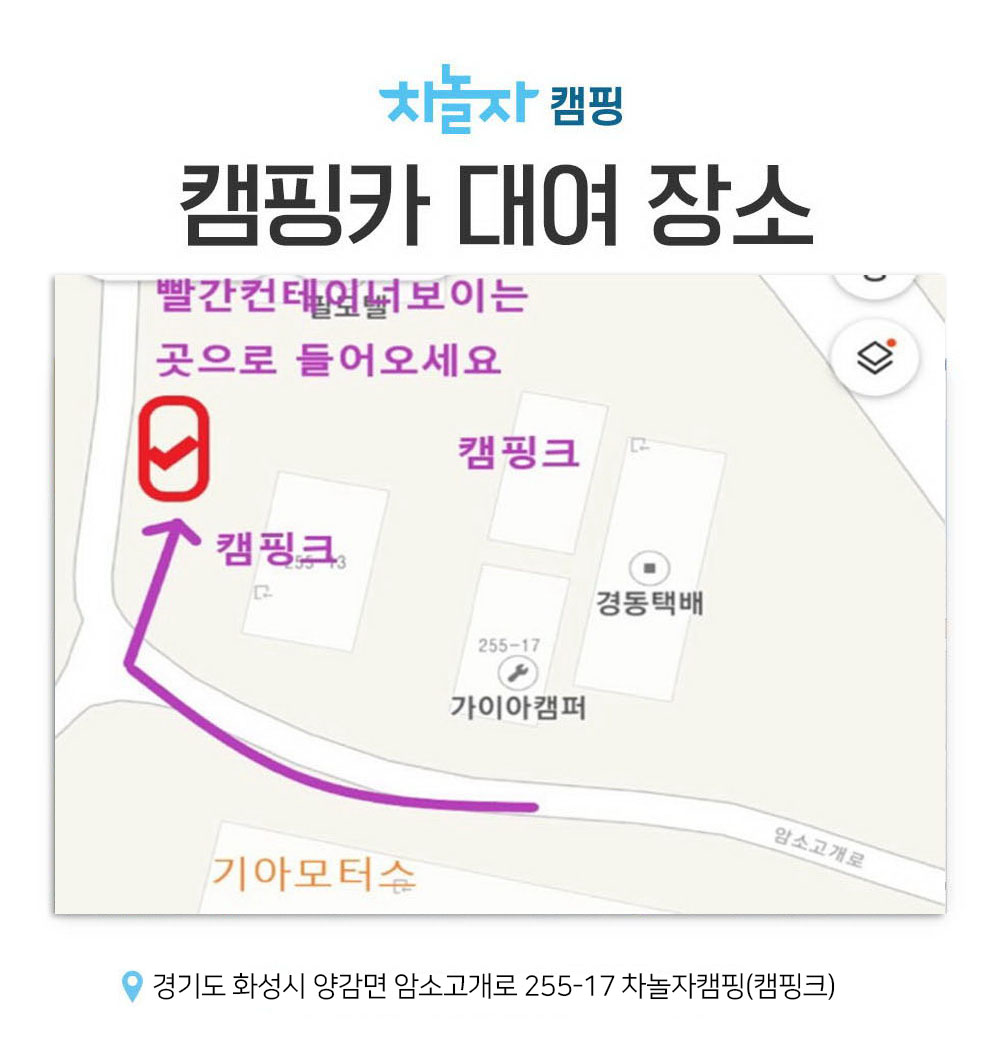 차놀자 캠핑
캠핑카 대여 장소
빨간컨테이너보이는
필로텔
곳으로 들어오세요
캠핑크
캠핑크
255-13
경동택배
255-17
가이아캠퍼
암소고개로
기아모터스
경기도 화성시 양감면 암소고개로 255-17 차놀자캠핑(캠핑크)